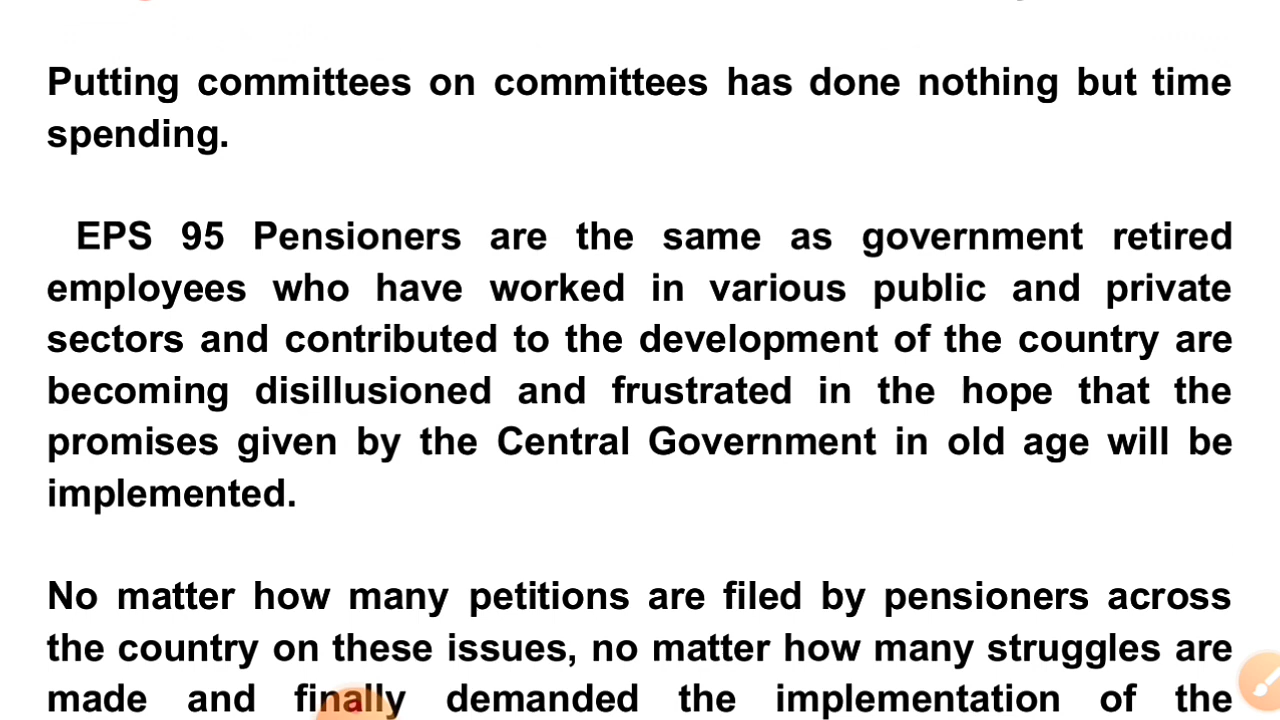 Putting committees on committees has done nothing but time
spending.
EPS 95 Pensioners are the same as government retired
employees who have worked in various public and private
sectors and contributed to the development of the country are
becoming disillusioned and frustrated in the hope that the
promises given by the Central Government in old age will be
implemented.
No matter how many petitions are filed by pensioners across
the country on these issues, no matter how many struggles are
made and finally demanded the implementation of the